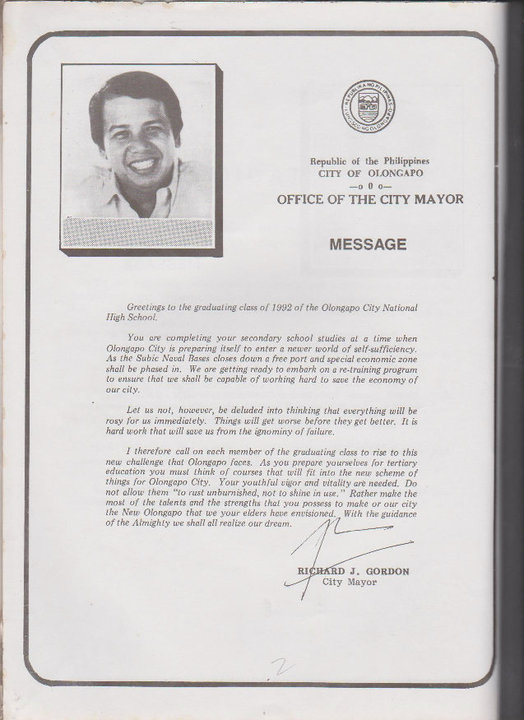 REPUBLIKA NG PILIPINAS
LUNGSOD NG OLONGAPO
Republic of the Philippines
CITY OF OLONGAPO
—o 0 o—
OFFICE OF THE CITY MAYOR
MESSAGE
Greetings to the graduating class of 1992 of the Olongapo City National
High School.
You are completing your secondary school studies at a time when
Olongapo City is preparing itself to enter a newer world of self-sufficiency.
As the Subic Naval Bases closes down a free port and special economic zone
shall be phased in. We are getting ready to embark on a re-training program
to ensure that we shall be capable of working hard to save the economy of
our city.
Let us not, however, be deluded into thinking that everything will be
rosy for us immediately. Things will get worse before they get better. It is
hard work that will save us from the ignominy of failure.
I therefore call on each member of the graduating class to rise to this
new challenge that Olongapo faces. As you prepare yourselves for tertiary
education you must think of courses that will fit into the new scheme of
things for Olongapo City. Your youthful vigor and vitality are needed. Do
not allow them “to rust unburnished, not to shine in use.” Rather make the
most of the talents and the strengths that you possess to make or our city
the New Olongapo that we your elders have envisioned. With the guidance
of the Almighty we shall all realize our dream.
RICHARD J. GORDON
City Mayor
2